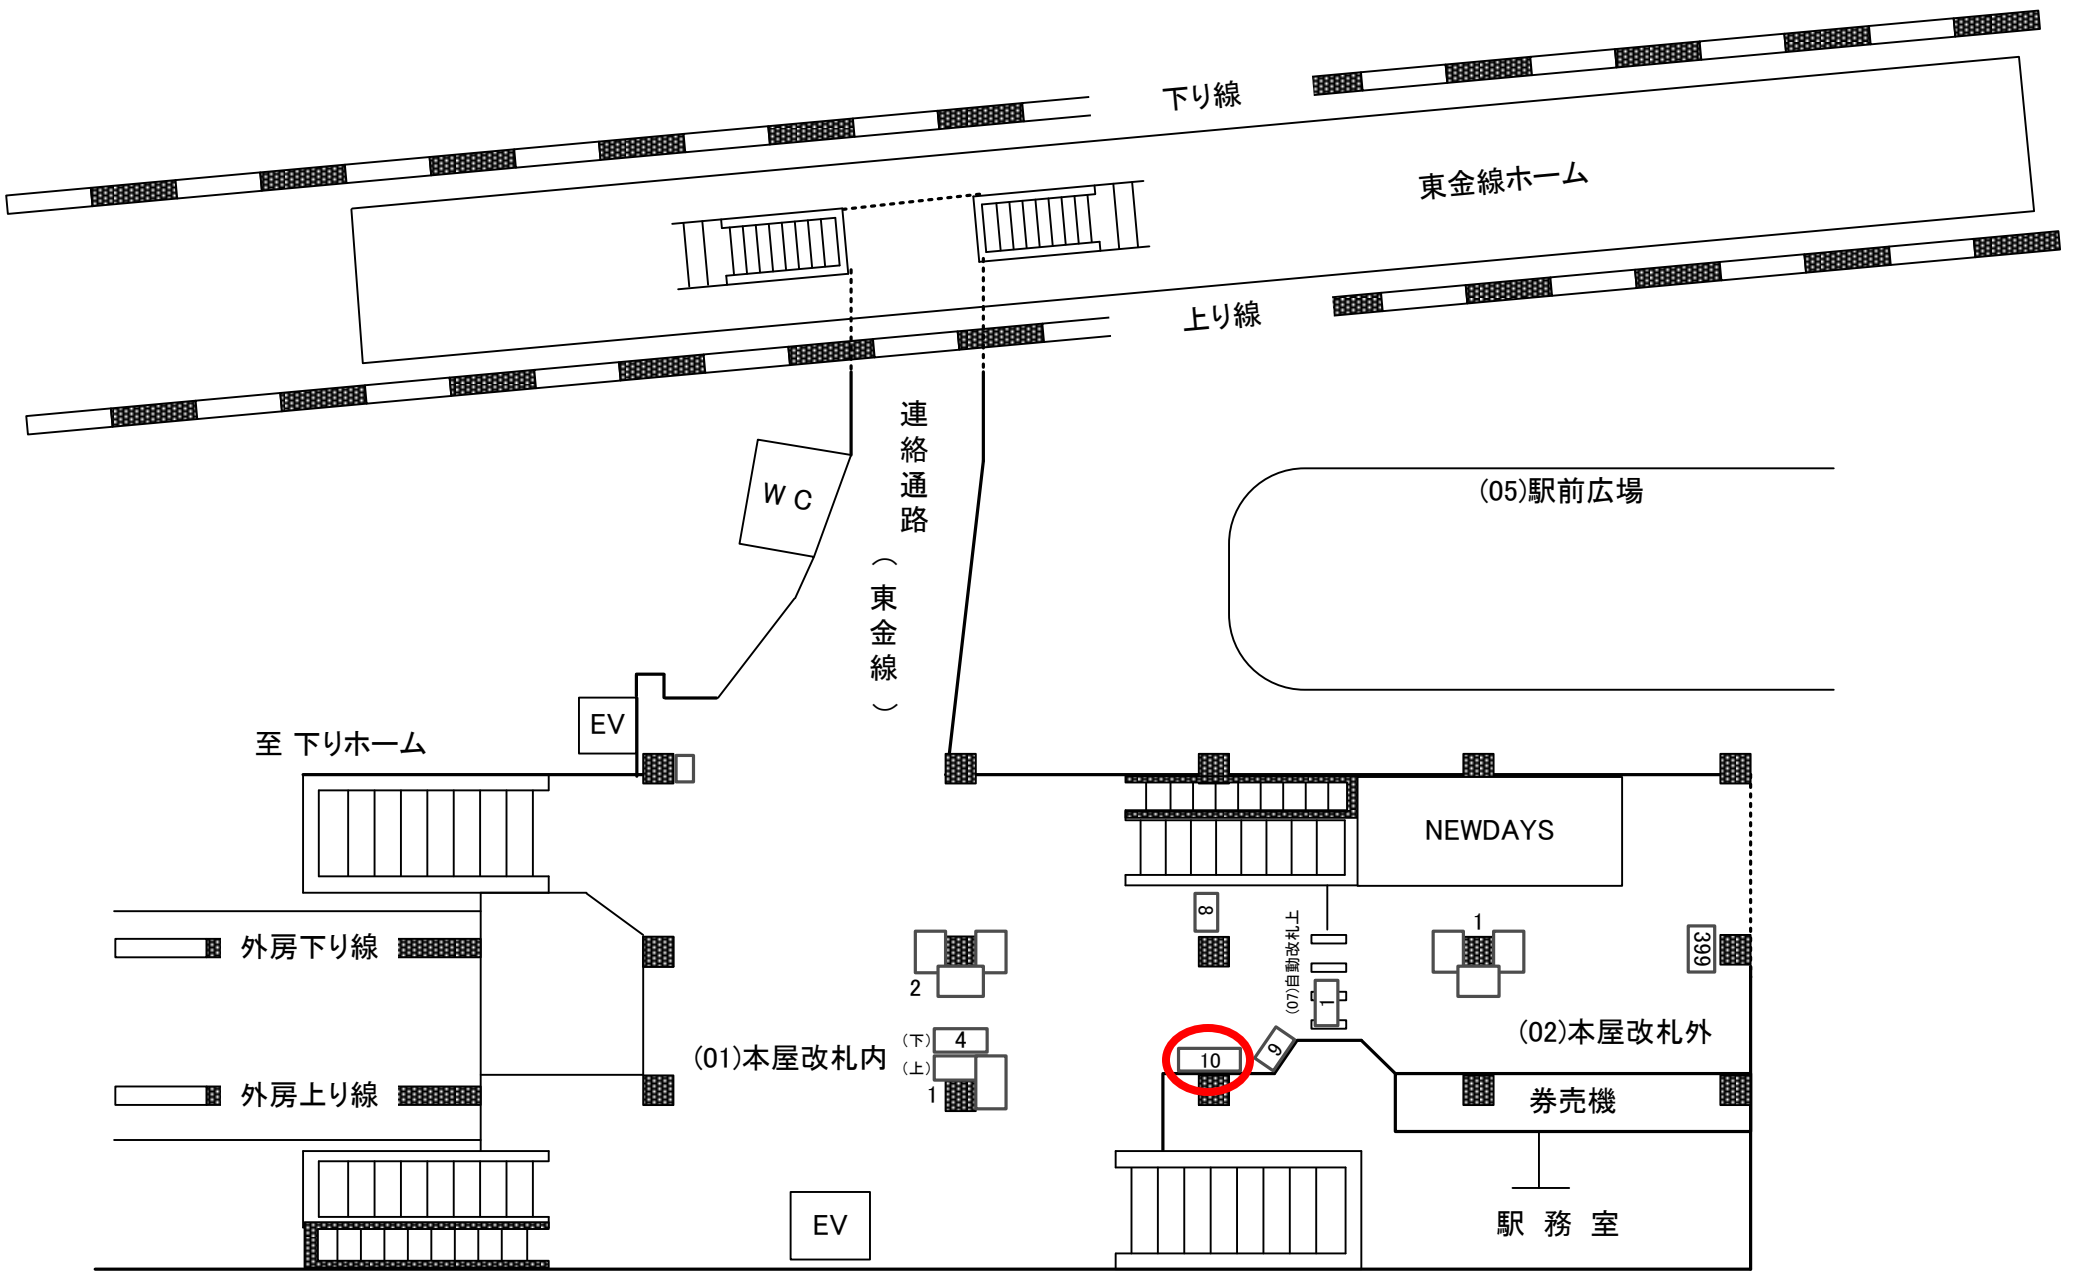 下り線
東金線ホーム
上り線
連絡通路(東金線)
W C
(05)駅前広場
EV
至 下りホーム
NEWDAYS
8
(07)自動改札上
1
1
399
外房下り線
2
(下)
4
(上)
1
(01)本屋改札内
10
9
(02)本屋改札外
外房上り線
券売機
EV
駅 務 室